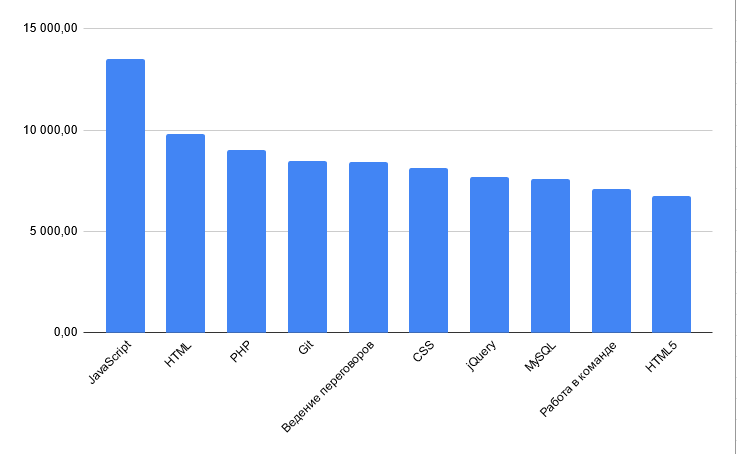 15 000,00
10 000,00
5 000,00
0,00
JavaScript
HTML
PHP
Git
Ведение переговоров
CSS
jQuery
MySQL
Работа в команде
HTML5